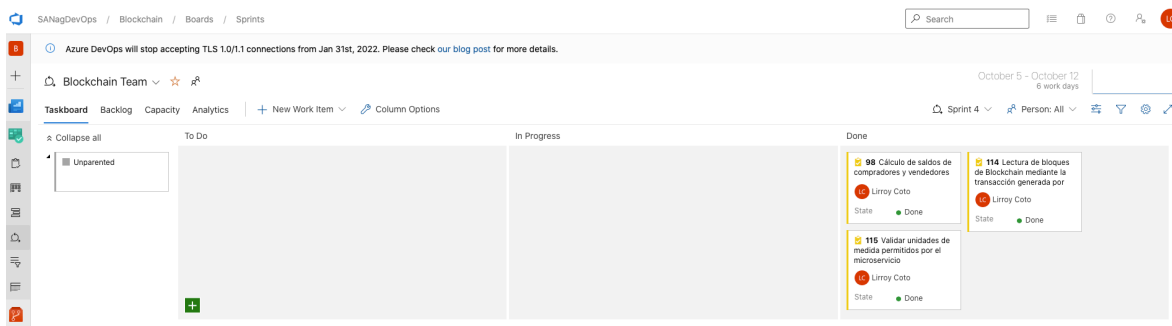 SANagDevOps / Blockchain / Boards / Sprints
Search
LC
B
Azure DevOps will stop accepting TLS 1.0/1.1 connections from Jan 31st, 2022. Please check our blog post for more details.
Blockchain Team
October 5 - October 12
6 work days
Taskboard Backlog Capacity Analytics
New Work Item
Column Options
Sprint 4
Person: All
Collapse all
To Do
In Progress
Done
Unparented
98 Cálculo de saldos de
compradores y vendedores
LC Lirroy Coto
State Done
114 Lectura de bloques
de Blockchain mediante la
transacción generada por
LC Lirroy Coto
State Done
115 Validar unidades de
medida permitidos por el
microservicio
LC Lirroy Coto
State Done